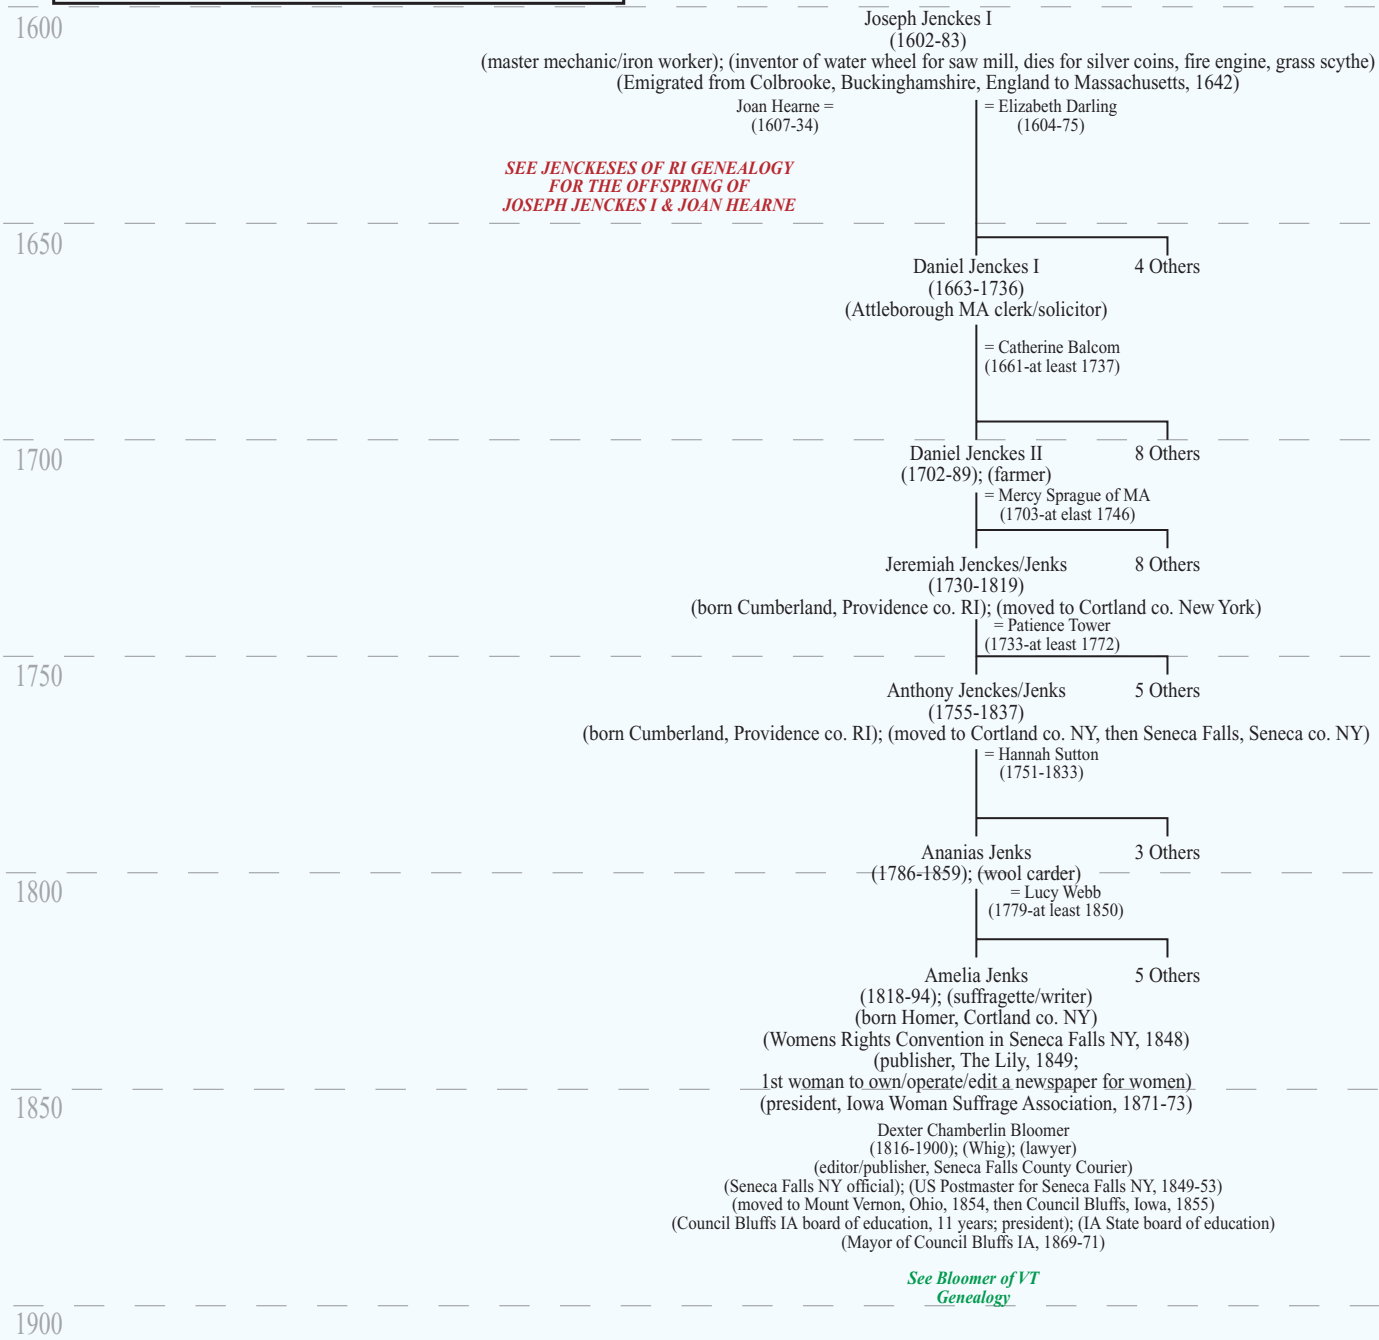 1600
Joseph Jenckes I
(1602-83)
(master mechanic/iron worker); (inventor of water wheel for saw mill, dies for silver coins, fire engine, grass scythe)
(Emigrated from Colbrooke, Buckinghamshire, England to Massachusetts, 1642)
Joan Hearne =
(1607-34)
= Elizabeth Darling
(1604-75)
SEE JENCKESES OF RI GENEALOGY
FOR THE OFFSPRING OF
JOSEPH JENCKES I & JOAN HEARNE
1650
Daniel Jenckes I
(1663-1736)
(Attleborough MA clerk/solicitor)
4 Others
= Catherine Balcom
(1661-at least 1737)
1700
Daniel Jenckes II
(1702-89); (farmer)
8 Others
= Mercy Sprague of MA
(1703-at elast 1746)
Jeremiah Jenckes/Jenks
(1730-1819)
8 Others
(born Cumberland, Providence co. RI); (moved to Cortland co. New York)
= Patience Tower
(1733-at least 1772)
1750
Anthony Jenckes/Jenks
(1755-1837)
5 Others
(born Cumberland, Providence co. RI); (moved to Cortland co. NY, then Seneca Falls, Seneca co. NY)
= Hannah Sutton
(1751-1833)
Ananias Jenks
(1786-1859); (wool carder)
3 Others
1800
= Lucy Webb
(1779-at least 1850)
Amelia Jenks
5 Others
(1818-94); (suffragette/writer)
(born Homer, Cortland co. NY)
(Womens Rights Convention in Seneca Falls NY, 1848)
(publisher, The Lily, 1849;
1st woman to own/operate/edit a newspaper for women)
1850
(president, Iowa Woman Suffrage Association, 1871-73)
Dexter Chamberlin Bloomer
(1816-1900); (Whig); (lawyer)
(editor/publisher, Seneca Falls County Courier)
(Seneca Falls NY official); (US Postmaster for Seneca Falls NY, 1849-53)
(moved to Mount Vernon, Ohio, 1854, then Council Bluffs, Iowa, 1855)
(Council Bluffs IA board of education, 11 years; president); (IA State board of education)
(Mayor of Council Bluffs IA, 1869-71)
See Bloomer of VT
Genealogy
1900